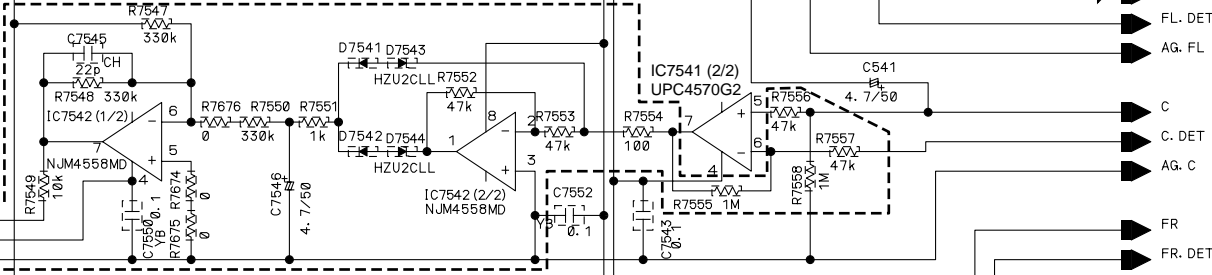 R7547
330k
C7545
CH
22p
R7548 330k
IC7542 (1/2)
6
7
5
NJM4558MD
4
R7549
10k
C7550
0.1
YB
R7674
0
R7675
0
R7676
0
R7550
330k
R7551
1k
C7546
4.7/50
D7541 D7543
HZU2CLL
D7542 D7544
HZU2CLL
R7552
47k
8
2
1
3
IC7542 (2/2)
NJM4558MD
R7553
47k
C7552
YB
0.1
R7554
100
IC7541 (2/2)
UPC4570G2
7
5
6
4
R7555 1M
C7543
0.1
R7556
47k
R7557
47k
R7558
1M
C541
4.7/50
FL. DET
AG. FL
C
C. DET
AG. C
FR
FR. DET